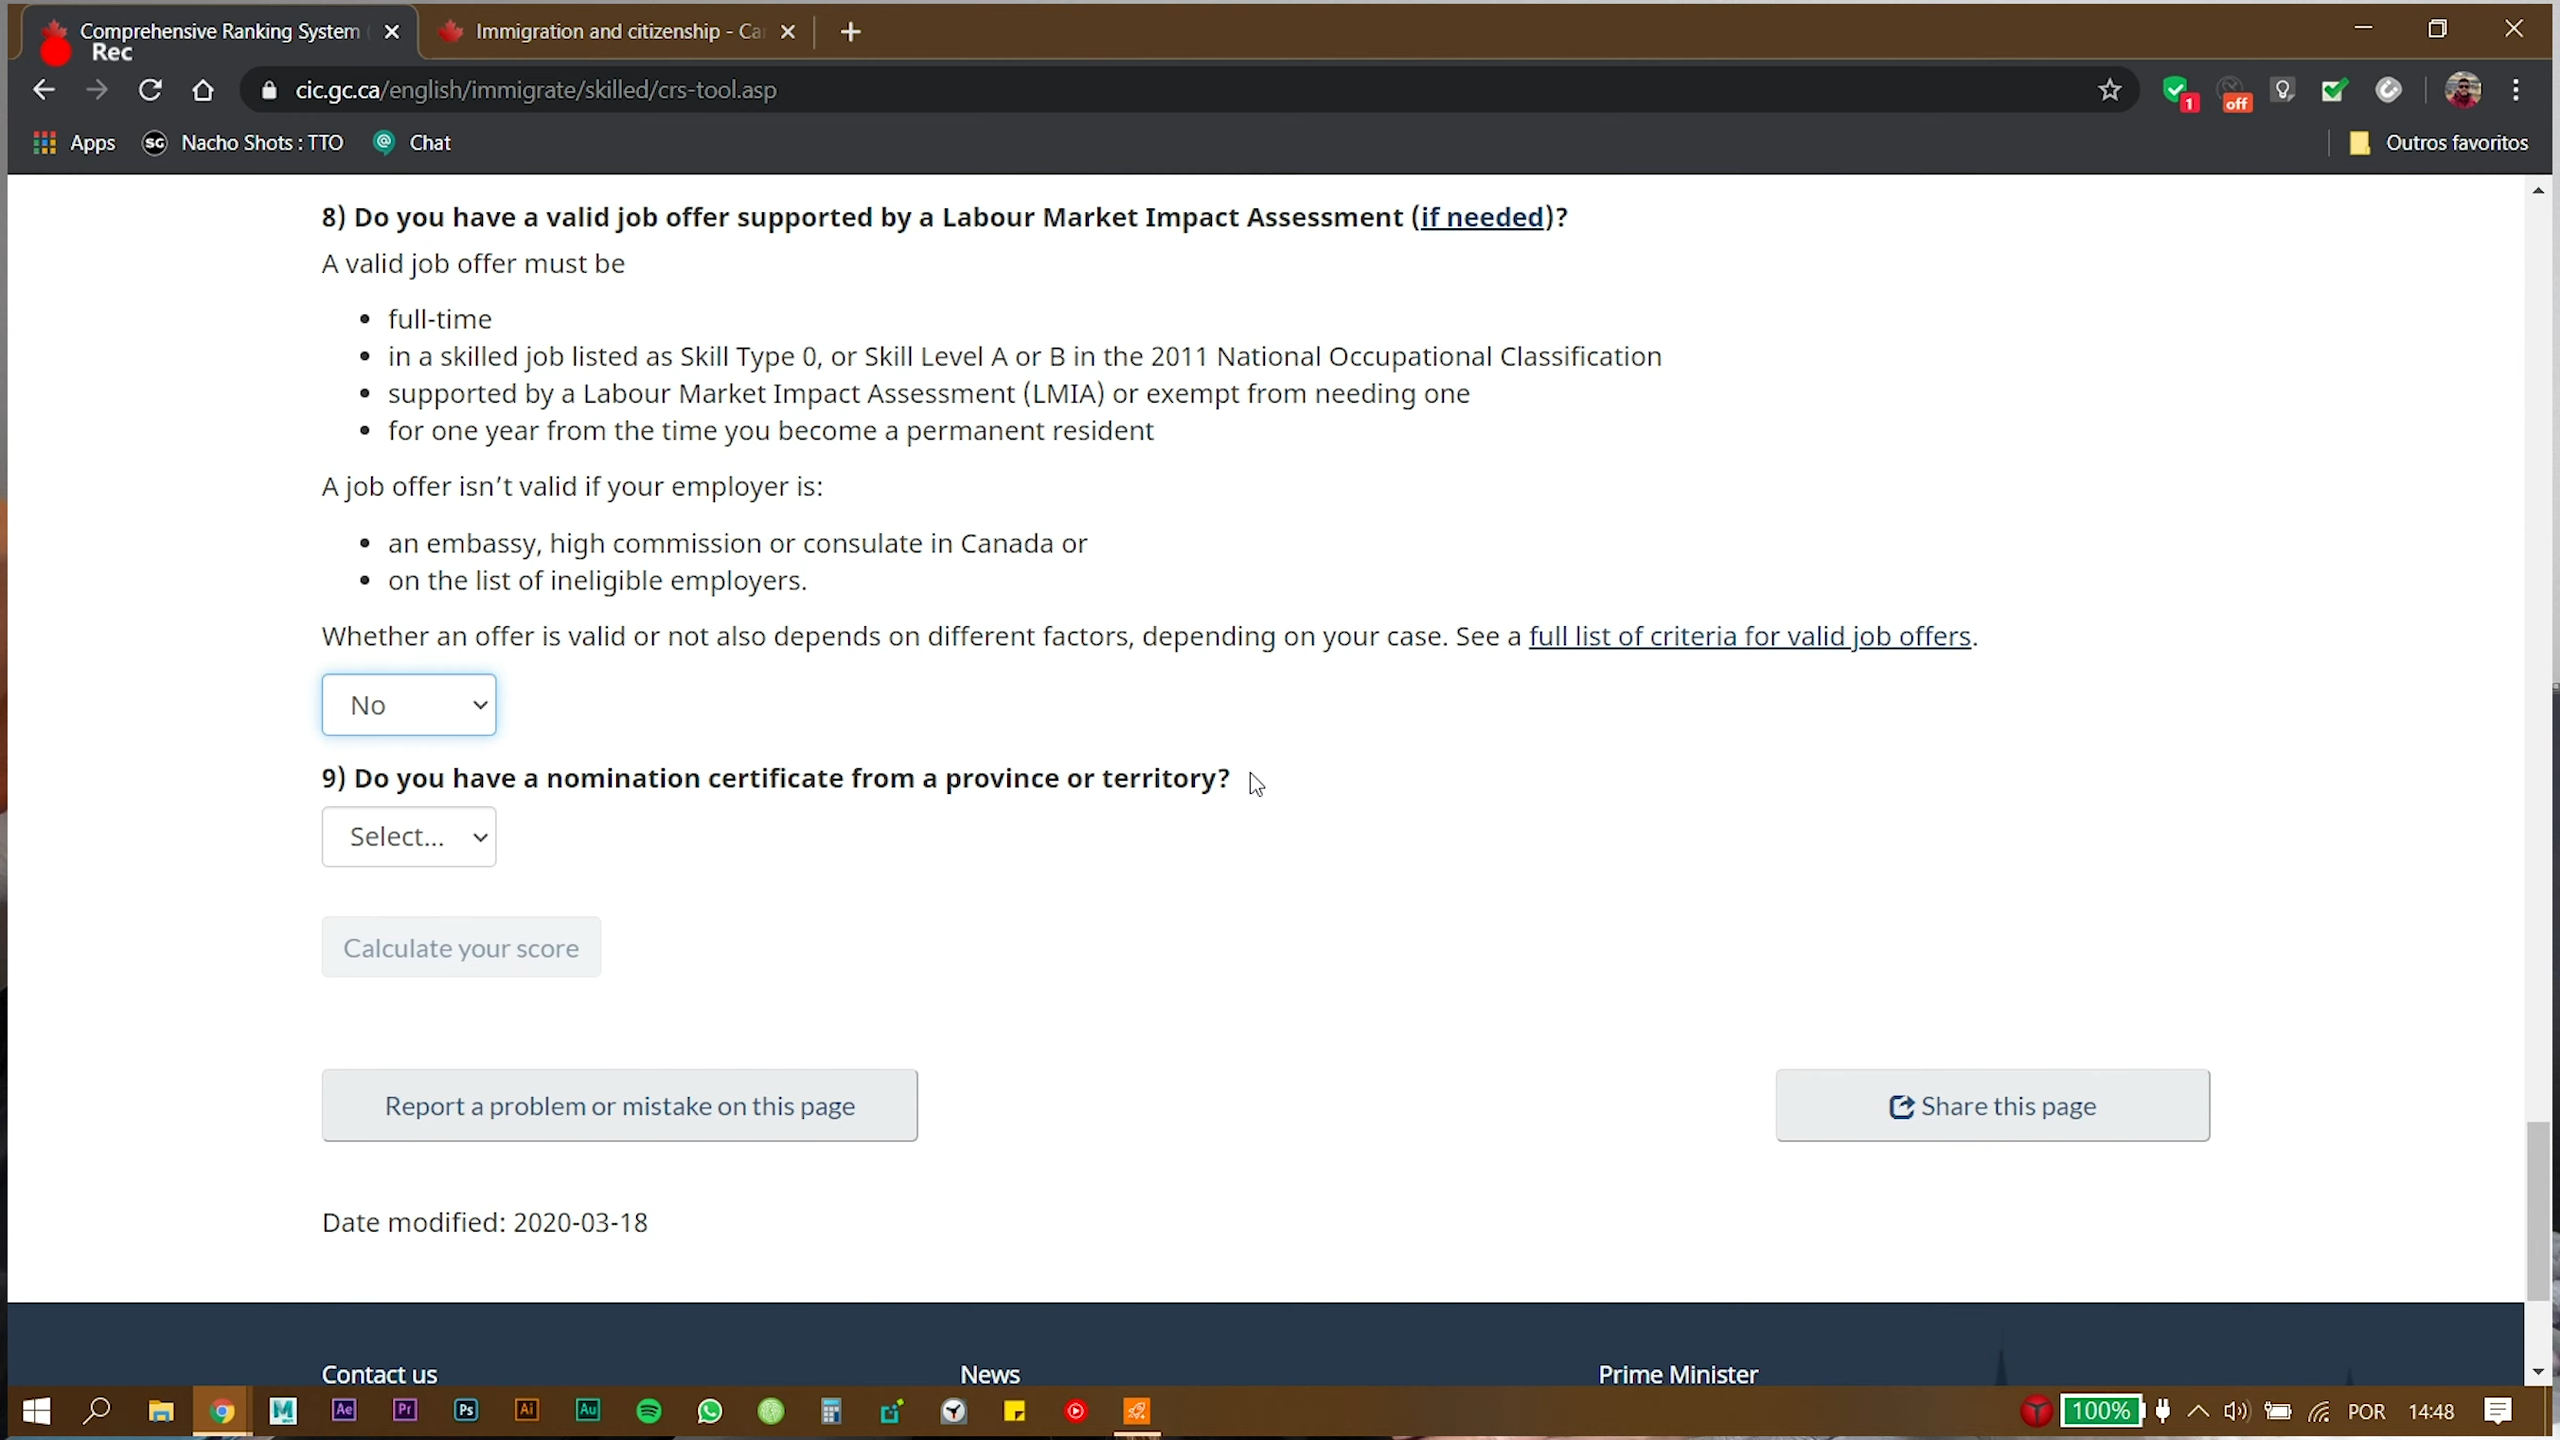 Comprehensive Ranking System (
Immigration and citizenship - Ca
Rec
cic.gc.ca/english/immigrate/skilled/crs-tool.asp
1
off
Apps
SG
Nacho Shots : TTO
Chat
Outros favoritos
8) Do you have a valid job offer supported by a Labour Market Impact Assessment (if needed)?
A valid job offer must be
full-time
in a skilled job listed as Skill Type 0, or Skill Level A or B in the 2011 National Occupational Classification
supported by a Labour Market Impact Assessment (LMIA) or exempt from needing one
for one year from the time you become a permanent resident
A job offer isn’t valid if your employer is:
an embassy, high commission or consulate in Canada or
on the list of ineligible employers.
Whether an offer is valid or not also depends on different factors, depending on your case. See a full list of criteria for valid job offers.
No
9) Do you have a nomination certificate from a province or territory?
Select...
Calculate your score
Report a problem or mistake on this page
Share this page
Date modified: 2020-03-18
Contact us
News
Prime Minister
M
Ae
Pr
Ps
Ai
Au
100%
POR
14:48